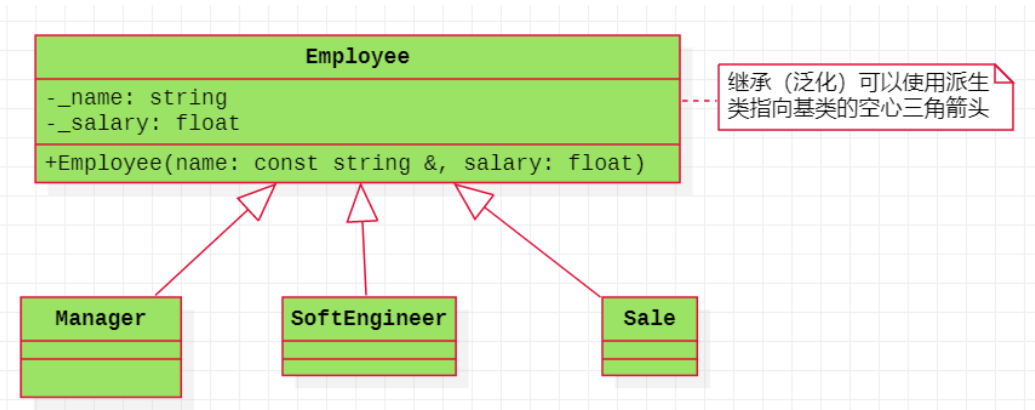 Employee
-_name: string
-_salary: float
+Employee(name: const string &, salary: float)
继承（泛化）可以使用派生
类指向基类的空心三角箭头
Manager
SoftEngineer
Sale